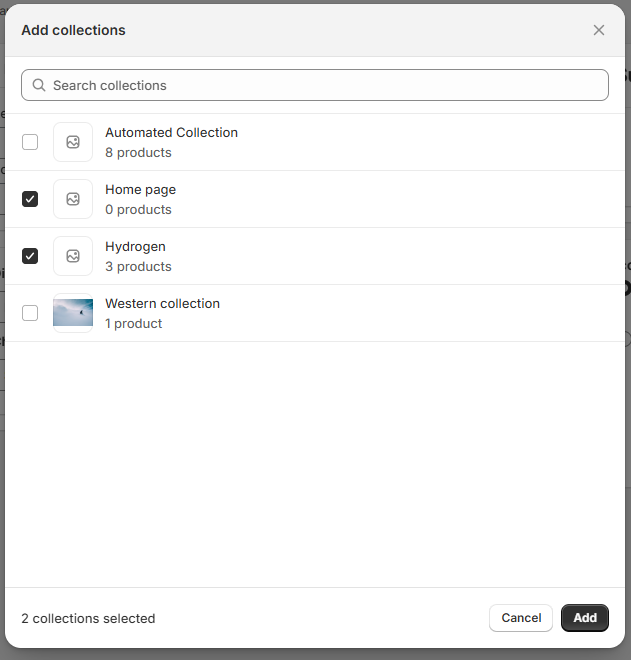 Add collections
Search collections
Automated Collection
8 products
Home page
0 products
Hydrogen
3 products
Western collection
1 product
2 collections selected
Cancel
Add